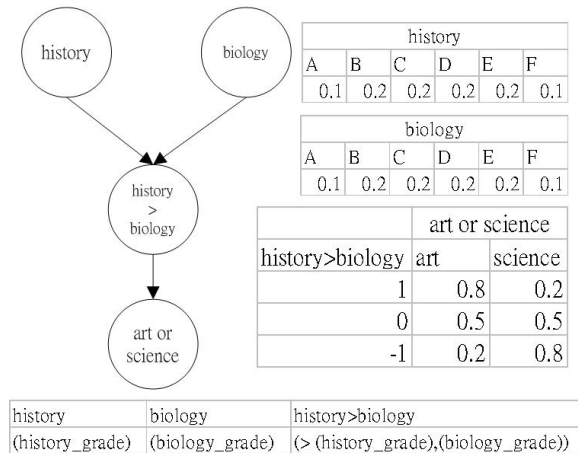 history
biology
history
>
biology
art or
science
history
A B C D E F
0.1 0.2 0.2 0.2 0.2 0.1
biology
A B C D E F
0.1 0.2 0.2 0.2 0.2 0.1
art or science
history>biology art science
1 0.8 0.2
0 0.5 0.5
-1 0.2 0.8
history biology history>biology
(history_grade) (biology_grade) (> (history_grade),(biology_grade))